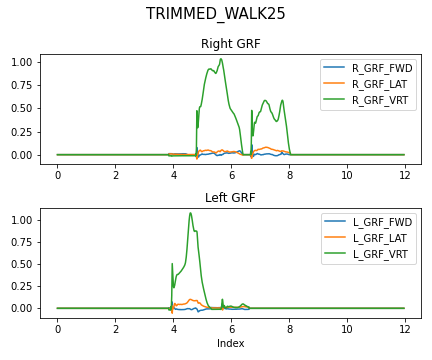 TRIMMED_WALK25
Right GRF
1.00
0.75
0.50
0.25
0.00
R_GRF_FWD
R_GRF_LAT
R_GRF_VRT
0 2 4 6 8 10 12
Left GRF
1.00
0.75
0.50
0.25
0.00
L_GRF_FWD
L_GRF_LAT
L_GRF_VRT
0 2 4 6 8 10 12
Index